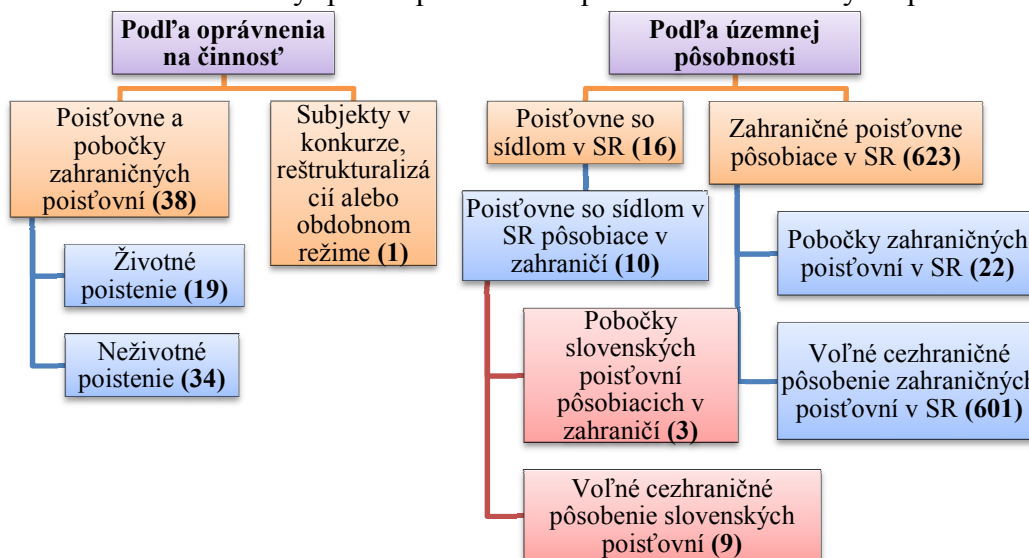 Podľa oprávnenia
na činnosť
Poisťovne a
pobočky
zahraničných
poisťovní (38)
Životné
poistenie (19)
Neživotné
poistenie (34)
Subjekty v
konkurze,
reštrukturalizá
cií alebo
obdobnom
režime (1)
Podľa územnej
pôsobnosti
Poisťovne so
sídlom v SR (16)
Poisťovne so sídlom v
SR pôsobiace v
zahraničí (10)
Pobočky
slovenských
poisťovní
pôsobiacich v
zahraničí (3)
Voľné cezhraničné
pôsobenie slovenských
poisťovní (9)
Zahraničné poisťovne
pôsobiace v SR (623)
Pobočky zahraničných
poisťovní v SR (22)
Voľné cezhraničné
pôsobenie zahraničných
poisťovní v SR (601)